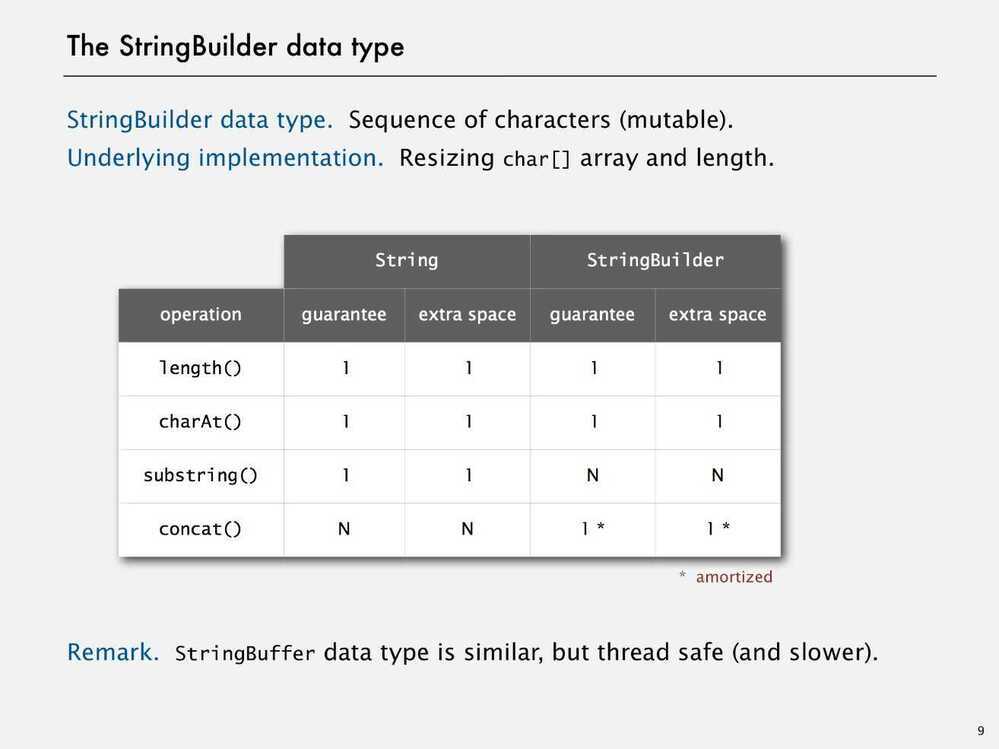 The StringBuilder data type
StringBuilder data type. Sequence of characters (mutable).
Underlying implementation. Resizing char[] array and length.
String StringBuilder
operation guarantee extra space guarantee extra space
length() 1 1 1 1
charAt() 1 1 1 1
substring() 1 1 N N
concat() N N 1 * 1 *
* amortized
Remark. StringBuffer data type is similar, but thread safe (and slower).
9